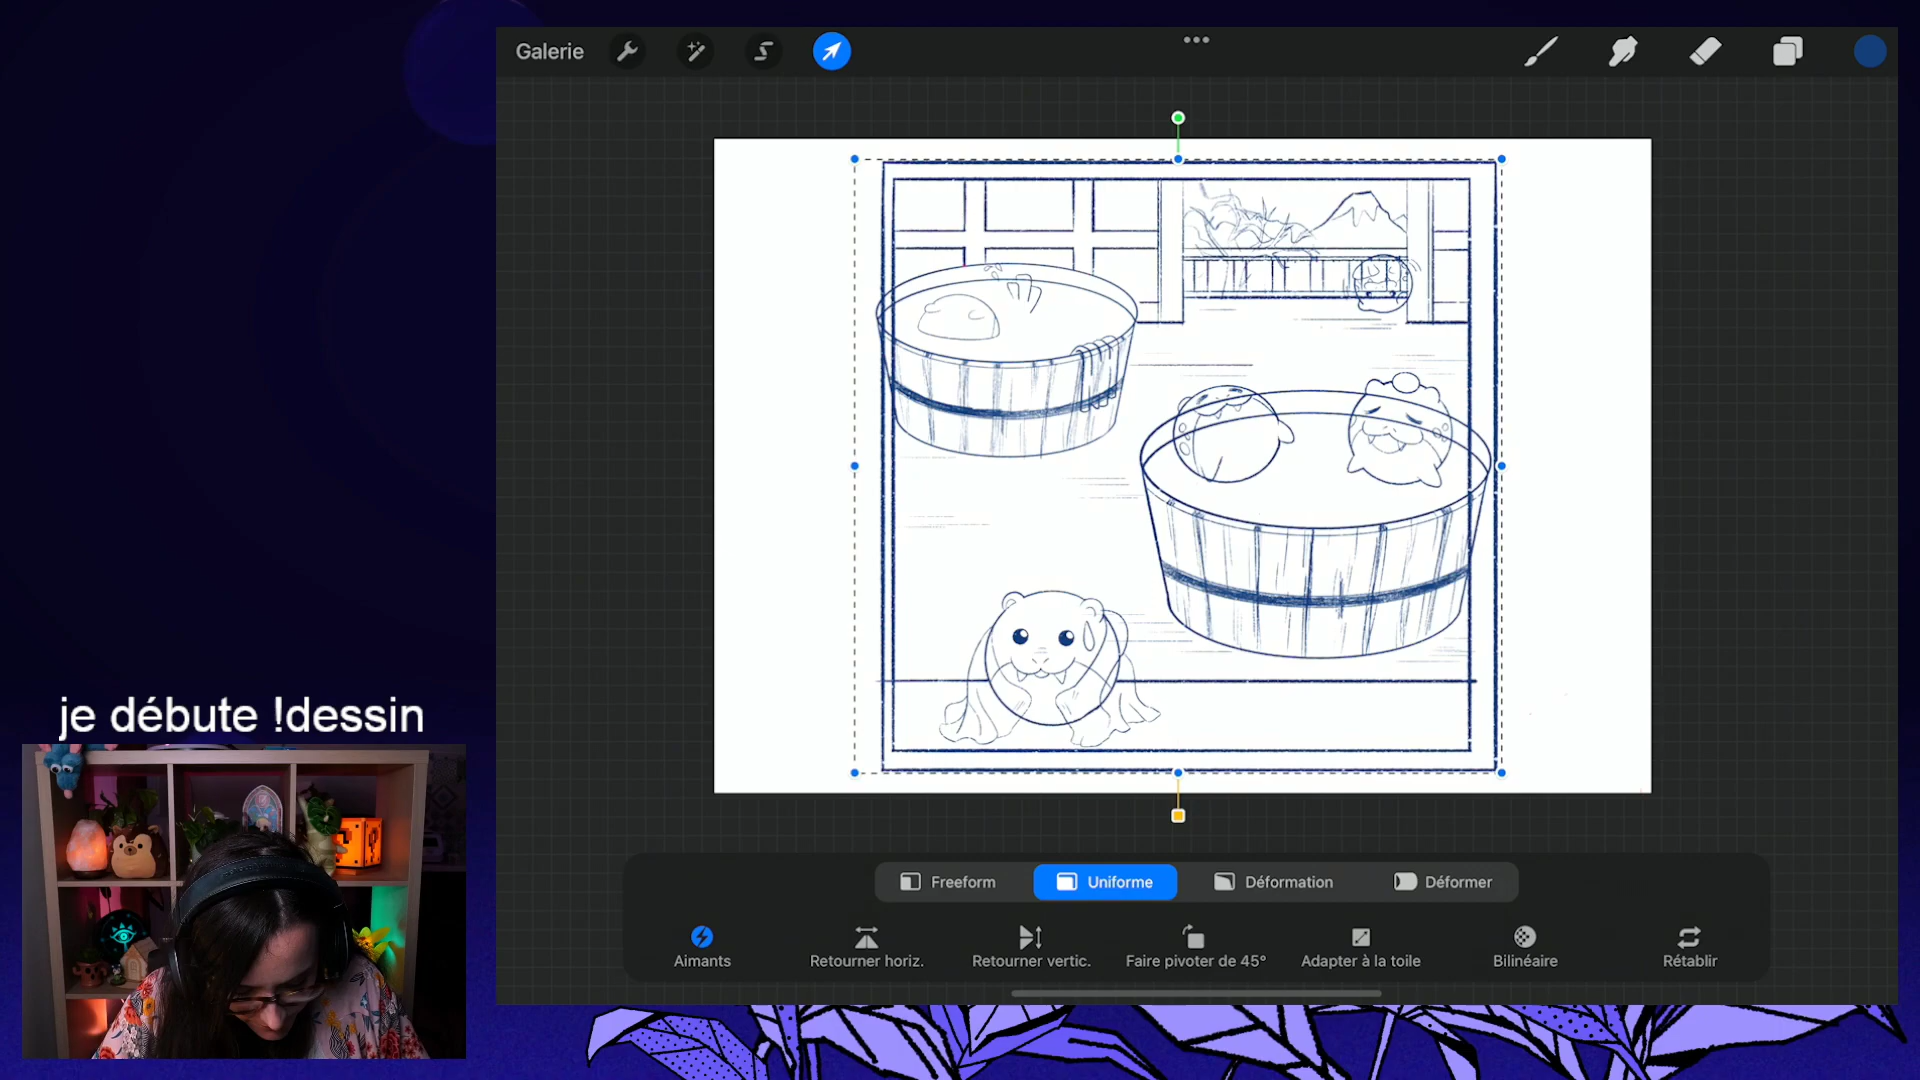 Galerie
je débute !dessin
Freeform
Uniforme
Déformation
Déformer
Aimants
Retourner horiz.
Retourner vertic.
Faire pivoter de 45°
Adapter à la toile
Bilinéaire
Rétablir